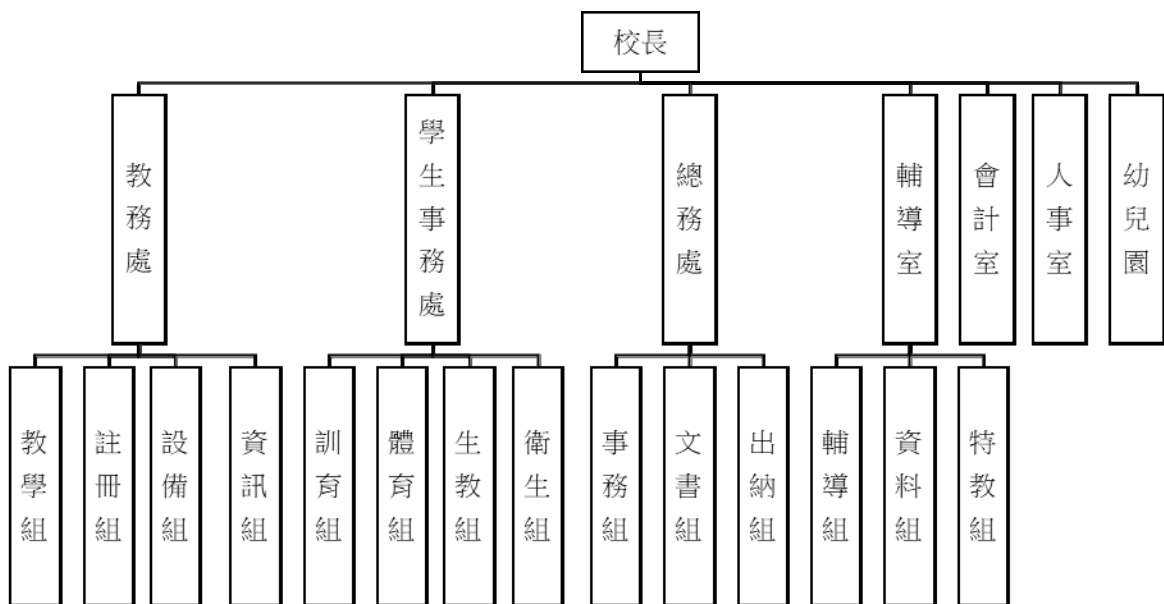 校長
教務處
學生事務處
總務處
輔導室
會計室
人事室
幼兒園
教學組
註冊組
設備組
資訊組
訓育組
體育組
生教組
衛生組
事務組
文書組
出納組
輔導組
資料組
特教組